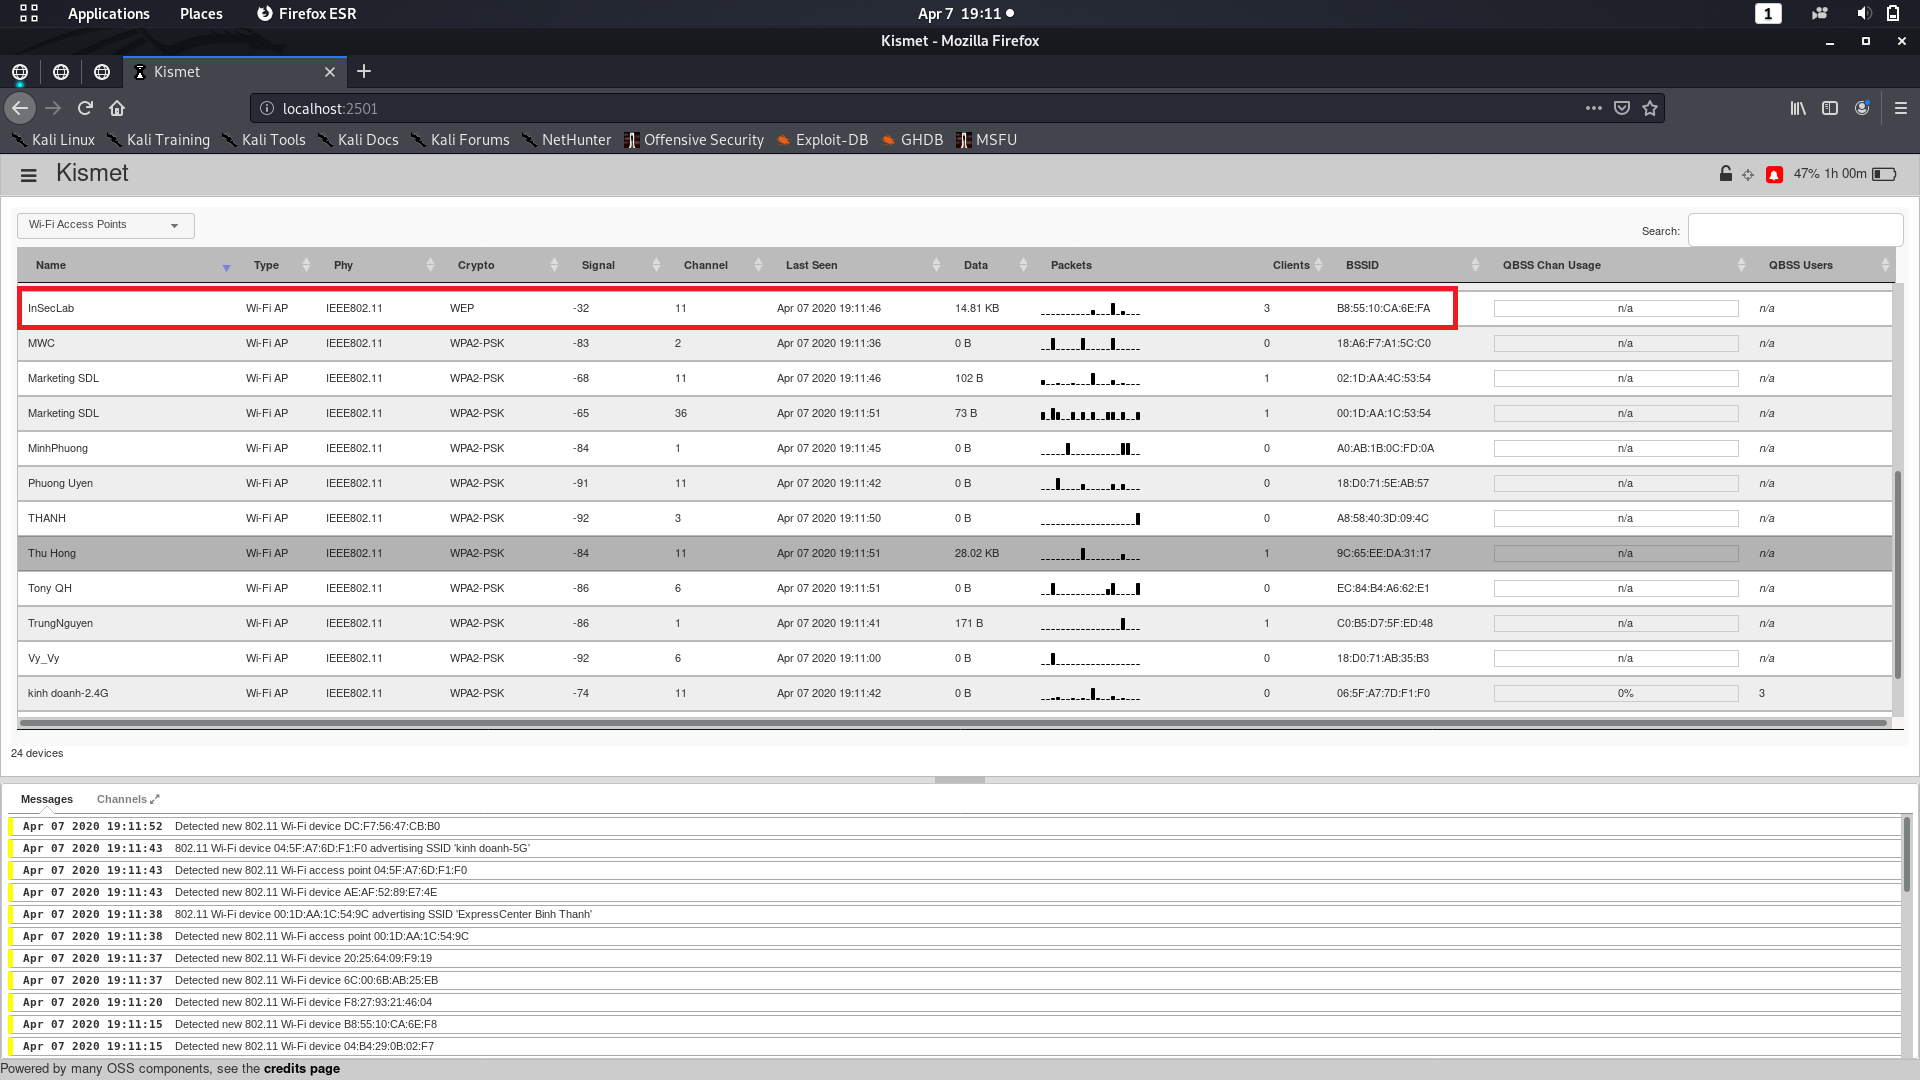 Applications Places Firefox ESR Apr 7 19:11 1
Kismet - Mozilla Firefox
Kismet
localhost:2501
Kali Linux Kali Training Kali Tools Kali Docs Kali Forums NetHunter Offensive Security Exploit-DB GHDB MSFU
Kismet 47% 1h 00m
Wi-Fi Access Points Search:
Name Type Phy Crypto Signal Channel Last Seen Data Packets Clients BSSID QBSS Chan Usage QBSS Users
InSecLab Wi-Fi AP IEEE802.11 WEP -32 11 Apr 07 2020 19:11:46 14.81 KB 3 B8:55:10:CA:6E:FA n/a n/a
MWC Wi-Fi AP IEEE802.11 WPA2-PSK -83 2 Apr 07 2020 19:11:36 0 B 0 18:A6:F7:A1:5C:C0 n/a n/a
Marketing SDL Wi-Fi AP IEEE802.11 WPA2-PSK -68 11 Apr 07 2020 19:11:46 102 B 1 02:1D:AA:4C:53:54 n/a n/a
Marketing SDL Wi-Fi AP IEEE802.11 WPA2-PSK -65 36 Apr 07 2020 19:11:51 73 B 1 00:1D:AA:1C:53:54 n/a n/a
MinhPhuong Wi-Fi AP IEEE802.11 WPA2-PSK -84 1 Apr 07 2020 19:11:45 0 B 0 A0:AB:1B:0C:FD:0A n/a n/a
Phuong Uyen Wi-Fi AP IEEE802.11 WPA2-PSK -91 11 Apr 07 2020 19:11:42 0 B 0 18:D0:71:5E:AB:57 n/a n/a
THANH Wi-Fi AP IEEE802.11 WPA2-PSK -92 3 Apr 07 2020 19:11:50 0 B 0 A8:58:40:3D:09:4C n/a n/a
Thu Hong Wi-Fi AP IEEE802.11 WPA2-PSK -84 11 Apr 07 2020 19:11:51 28.02 KB 1 9C:65:EE:DA:31:17 n/a n/a
Tony QH Wi-Fi AP IEEE802.11 WPA2-PSK -86 6 Apr 07 2020 19:11:51 0 B 0 EC:84:B4:A6:62:E1 n/a n/a
TrungNguyen Wi-Fi AP IEEE802.11 WPA2-PSK -86 1 Apr 07 2020 19:11:41 171 B 1 C0:B5:D7:5F:ED:48 n/a n/a
Vy_Vy Wi-Fi AP IEEE802.11 WPA2-PSK -92 6 Apr 07 2020 19:11:00 0 B 0 18:D0:71:AB:35:B3 n/a n/a
kinh doanh-2.4G Wi-Fi AP IEEE802.11 WPA2-PSK -74 11 Apr 07 2020 19:11:42 0 B 0 06:5F:A7:7D:F1:F0 0% 3
24 devices
Messages Channels
Apr 07 2020 19:11:52 Detected new 802.11 Wi-Fi device DC:F7:56:47:CB:B0
Apr 07 2020 19:11:43 802.11 Wi-Fi device 04:5F:A7:6D:F1:F0 advertising SSID 'kinh doanh-5G'
Apr 07 2020 19:11:43 Detected new 802.11 Wi-Fi access point 04:5F:A7:6D:F1:F0
Apr 07 2020 19:11:43 Detected new 802.11 Wi-Fi device AE:AF:52:89:E7:4E
Apr 07 2020 19:11:38 802.11 Wi-Fi device 00:1D:AA:1C:54:9C advertising SSID 'ExpressCenter Binh Thanh'
Apr 07 2020 19:11:38 Detected new 802.11 Wi-Fi access point 00:1D:AA:1C:54:9C
Apr 07 2020 19:11:37 Detected new 802.11 Wi-Fi device 20:25:64:09:F9:19
Apr 07 2020 19:11:37 Detected new 802.11 Wi-Fi device 6C:00:6B:AB:25:EB
Apr 07 2020 19:11:20 Detected new 802.11 Wi-Fi device F8:27:93:21:46:04
Apr 07 2020 19:11:15 Detected new 802.11 Wi-Fi device B8:55:10:CA:6E:F8
Apr 07 2020 19:11:15 Detected new 802.11 Wi-Fi device 04:B4:29:0B:02:F7
Powered by many OSS components, see the credits page